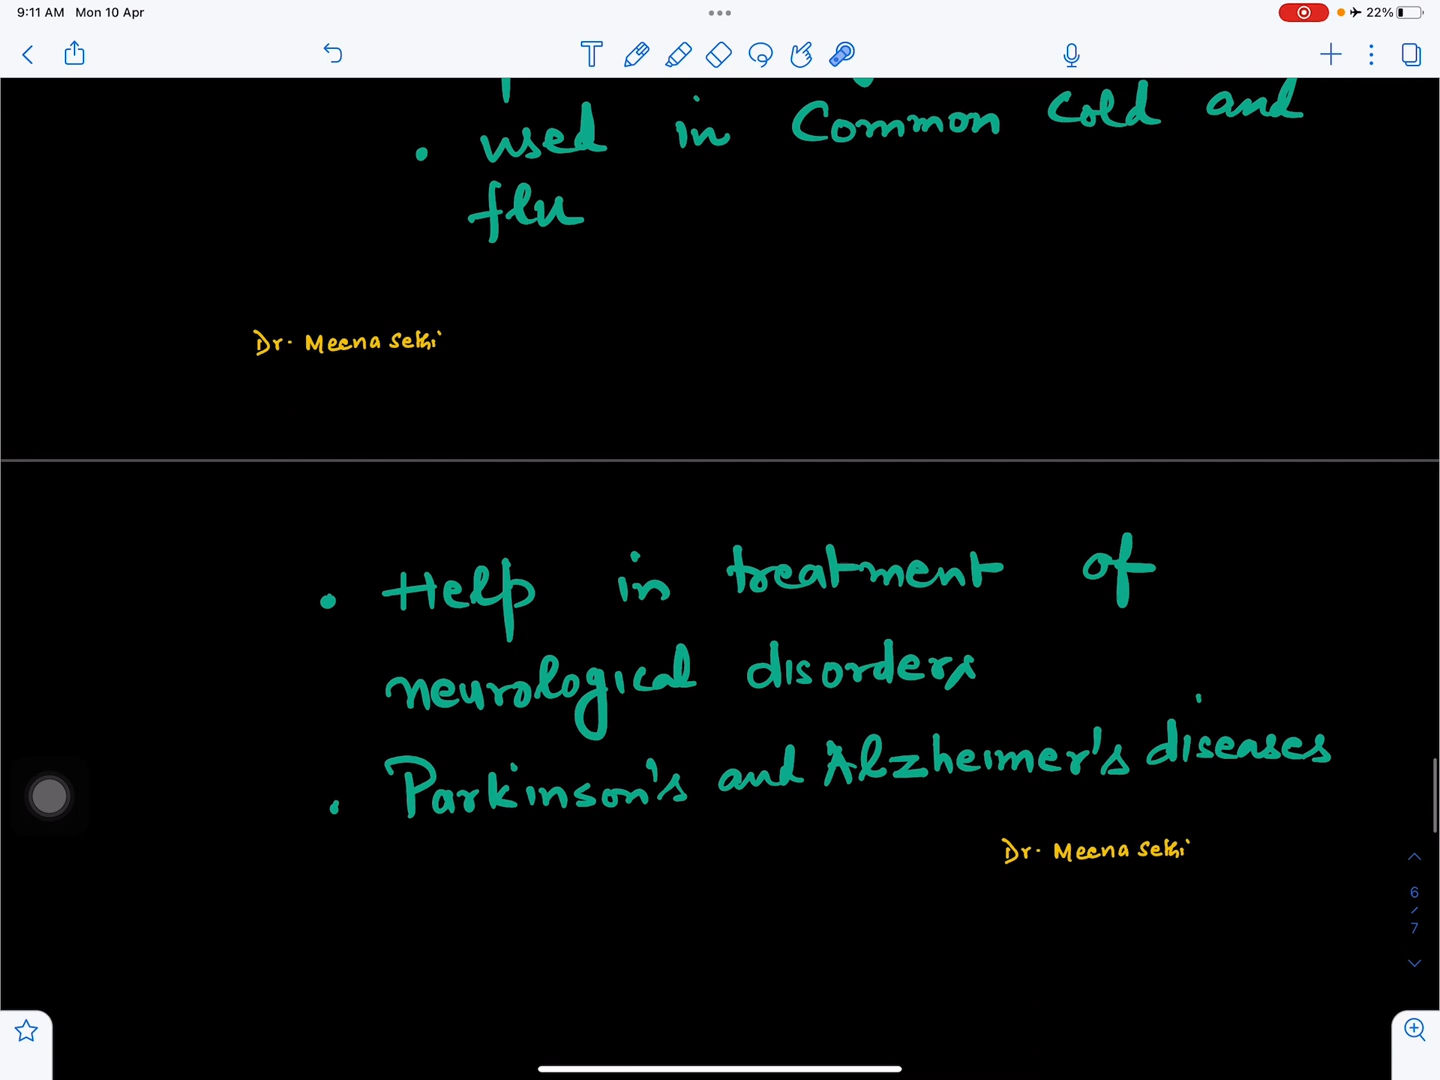 9:11 AM Mon 10 Apr
22%
T
• used in Common cold and
flu
Dr. Meena Sethi
• Help in treatment of
neurological disorders
• Parkinson's and Alzheimer's diseases
Dr. Meena Sethi
6
/
7